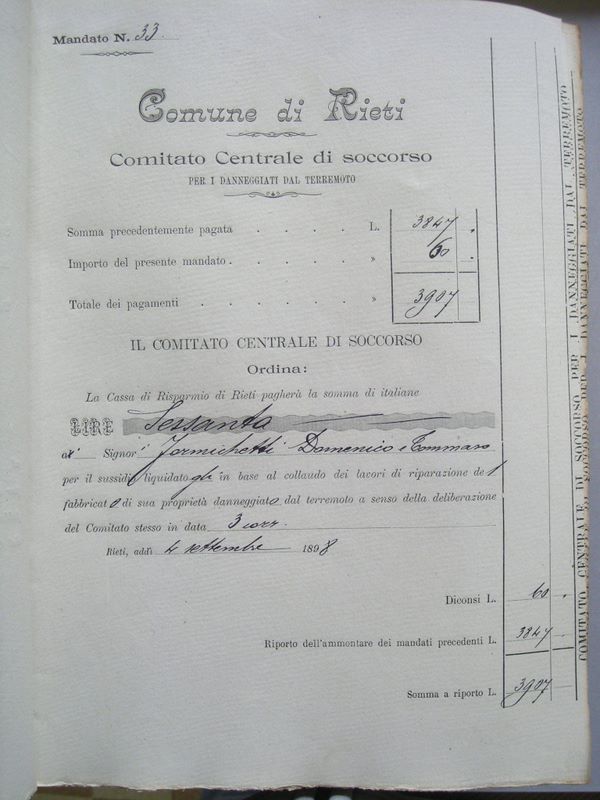 Mandato N. 33
Comune di Rieti
Comitato Centrale di soccorso
PER I DANNEGGIATI DAL TERREMOTO
Somma precedentemente pagata . . . . L. 3847 .
Importo del presente mandato . . . . » 60 .
Totale dei pagamenti . . . . . » 3907
IL COMITATO CENTRALE DI SOCCORSO
Ordina:
La Cassa di Risparmio di Rieti pagherà la somma di italiane
LIRE Sessanta
ai Signori Formichetti Domenico e Tommaso
per il sussidio liquidatogli in base al collaudo dei lavori di riparazione del
fabbricato di sua proprietà danneggiato dal terremoto a senso della deliberazione
del Comitato stesso in data 3 corr.
Rieti, addì 4 settembre 1898
Diconsi L. 60 .
Riporto dell'ammontare dei mandati precedenti L. 3847 .
Somma a riporto L. 3907
COMITATO CENTRALE DI SOCCORSO PER I DANNEGGIATI DAL TERREMOTO